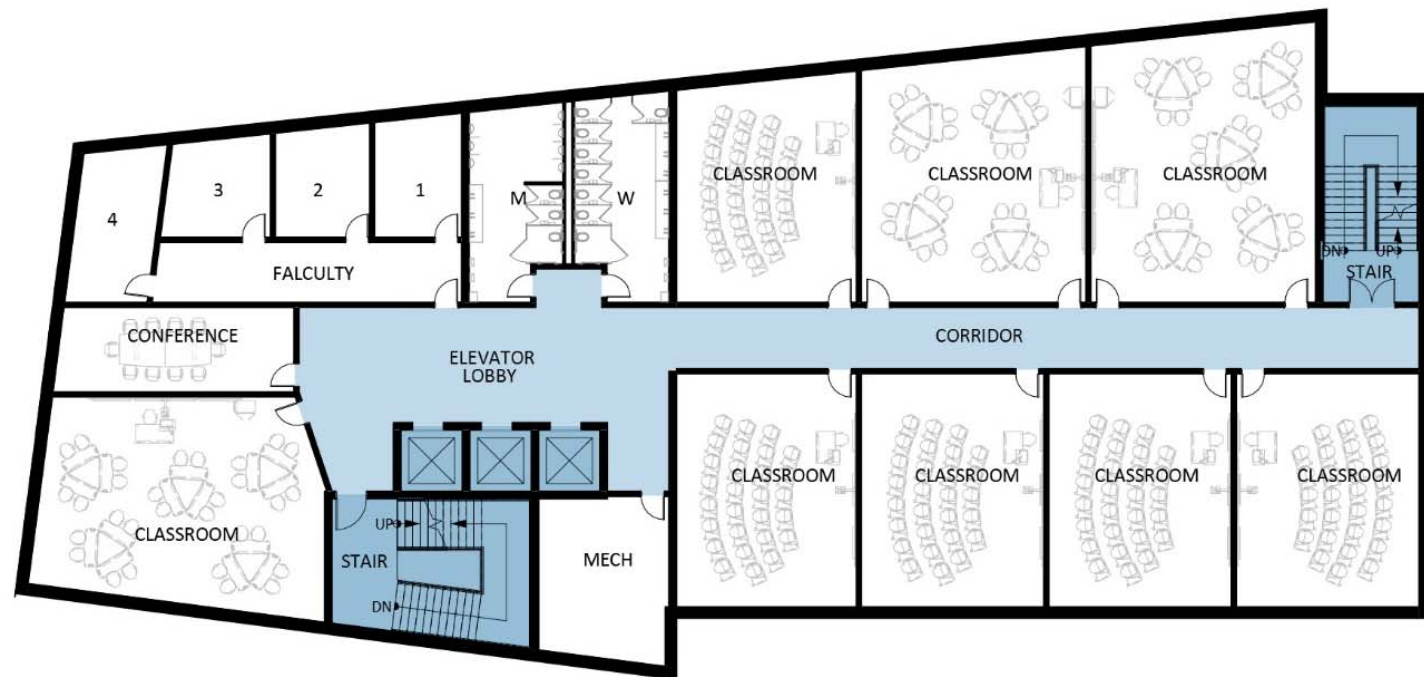 CLASSROOM
CLASSROOM
CLASSROOM
4
3
2
1
M
W
FALCULTY
DN
UP
STAIR
CONFERENCE
ELEVATOR
LOBBY
CORRIDOR
CLASSROOM
CLASSROOM
CLASSROOM
CLASSROOM
CLASSROOM
UP
STAIR
MECH
DN